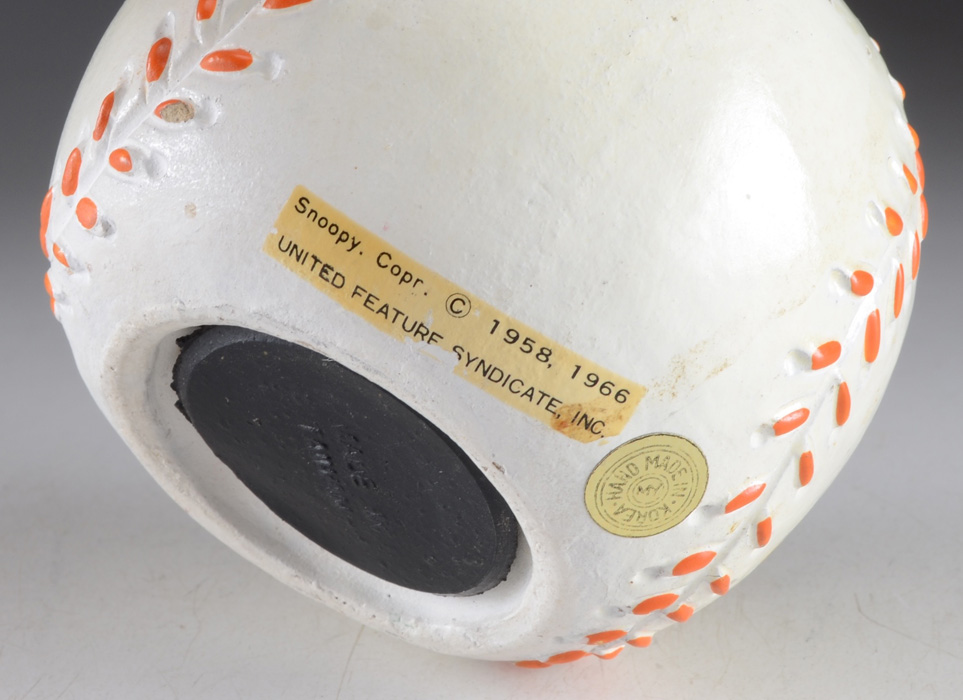 Snoopy. Copr. © 1958, 1966
UNITED FEATURE SYNDICATE, INC.
HAND MADE IN · KOREA ·